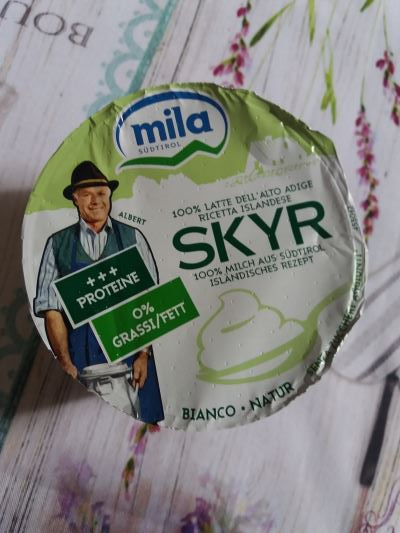 BOU
mila
SÜDTIROL
100% LATTE DELL'ALTO ADIGE
RICETTA ISLANDESE
SKYR
100% MILCH AUS SÜDTIROL
ISLÄNDISCHES REZEPT
ALBERT
+++
PROTEINE
0%
GRASSI/FETT
BIANCO • NATUR